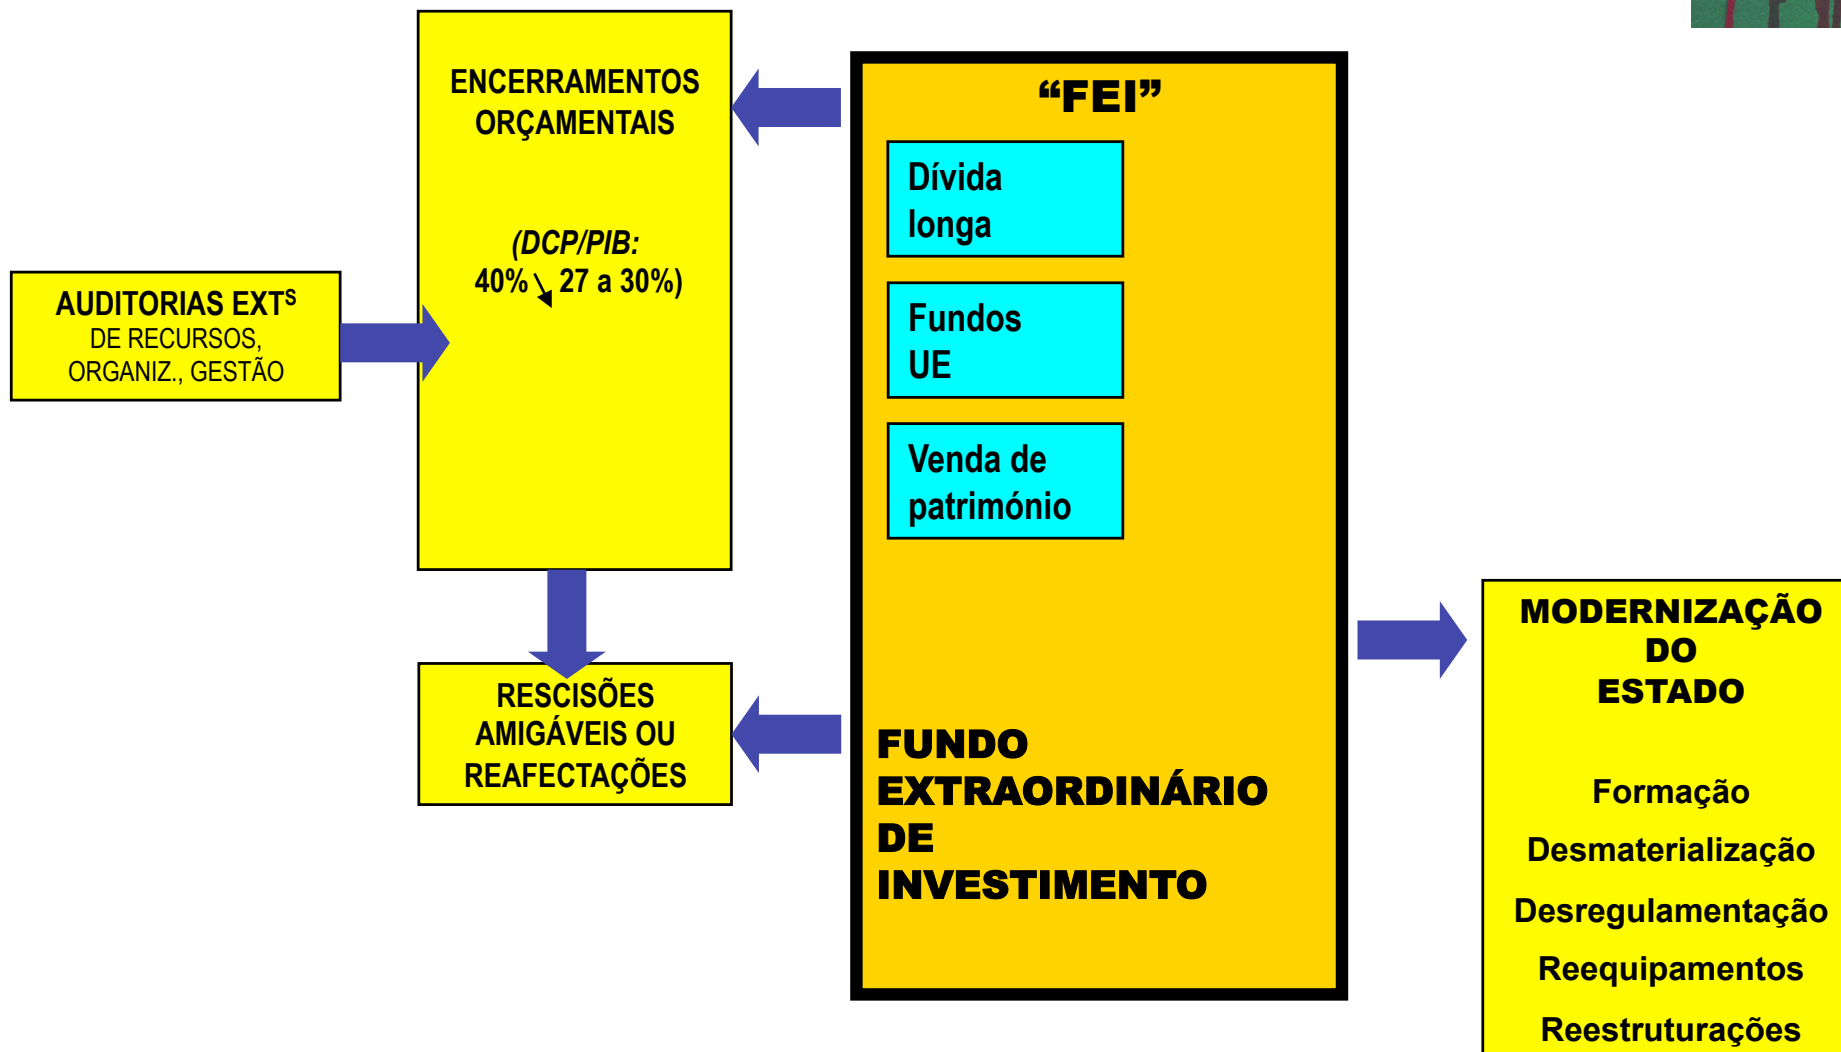 ENCERRAMENTOS
ORÇAMENTAIS
(DCP/PIB:
40% 27 a 30%)
AUDITORIAS EXTS
DE RECURSOS,
ORGANIZ., GESTÃO
RESCISÕES
AMIGÁVEIS OU
REAFECTAÇÕES
“FEI”
Dívida
longa
Fundos
UE
Venda de
património
FUNDO
EXTRAORDINÁRIO
DE
INVESTIMENTO
MODERNIZAÇÃO
DO
ESTADO
Formação
Desmaterialização
Desregulamentação
Reequipamentos
Reestruturações